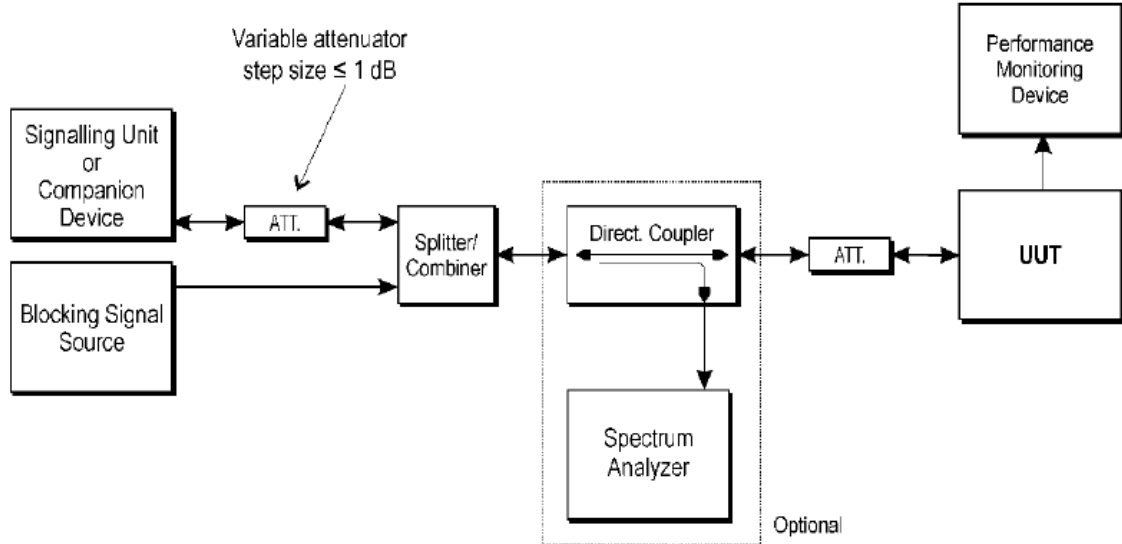 Variable attenuator
step size ≤ 1 dB
Performance
Monitoring
Device
Signalling Unit
or
Companion
Device
ATT.
Splitter/
Combiner
Direct. Coupler
ATT.
UUT
Blocking Signal
Source
Spectrum
Analyzer
Optional